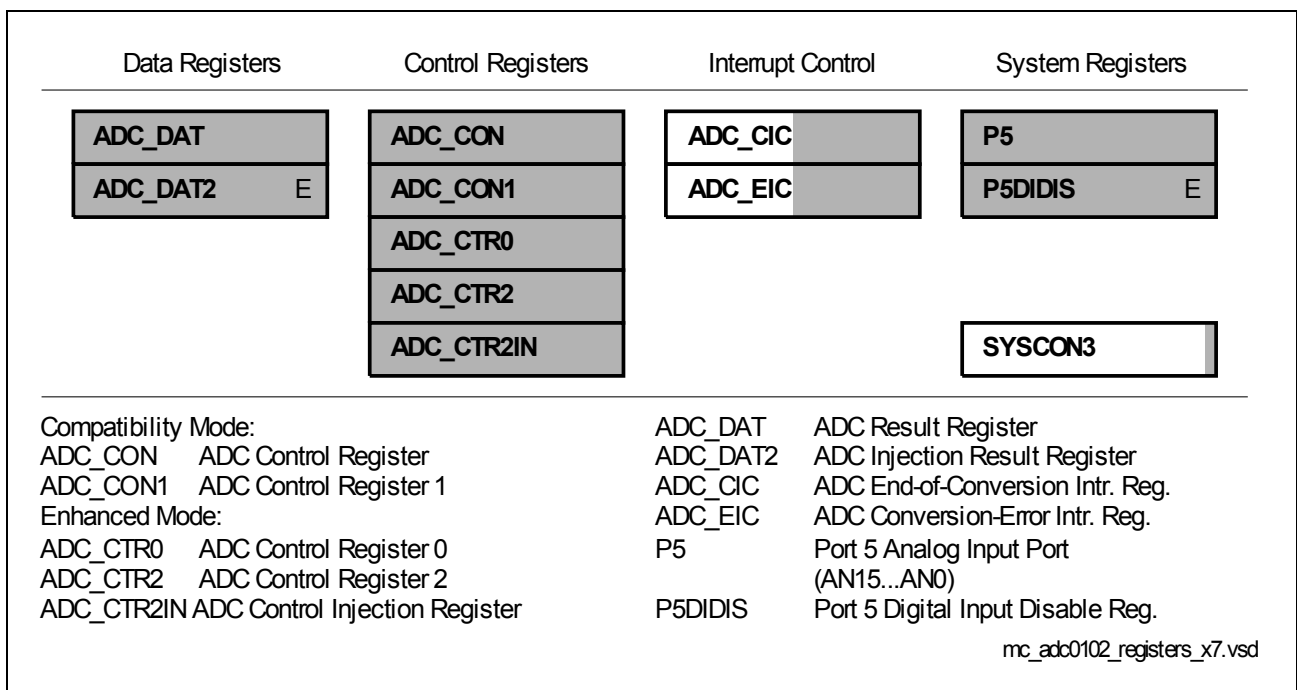 Data Registers Control Registers Interrupt Control System Registers
ADC_DAT ADC_CON ADC_CIC P5
ADC_DAT2 E ADC_CON1 ADC_EIC P5DIDIS E
ADC_CTR0
ADC_CTR2
ADC_CTR2IN SYSCON3
Compatibility Mode:
ADC_CON ADC Control Register
ADC_CON1 ADC Control Register 1
Enhanced Mode:
ADC_CTR0 ADC Control Register 0
ADC_CTR2 ADC Control Register 2
ADC_CTR2IN ADC Control Injection Register
ADC_DAT ADC Result Register
ADC_DAT2 ADC Injection Result Register
ADC_CIC ADC End-of-Conversion Intr. Reg.
ADC_EIC ADC Conversion-Error Intr. Reg.
P5 Port 5 Analog Input Port
(AN15...AN0)
P5DIDIS Port 5 Digital Input Disable Reg.
mc_adc0102_registers_x7.vsd